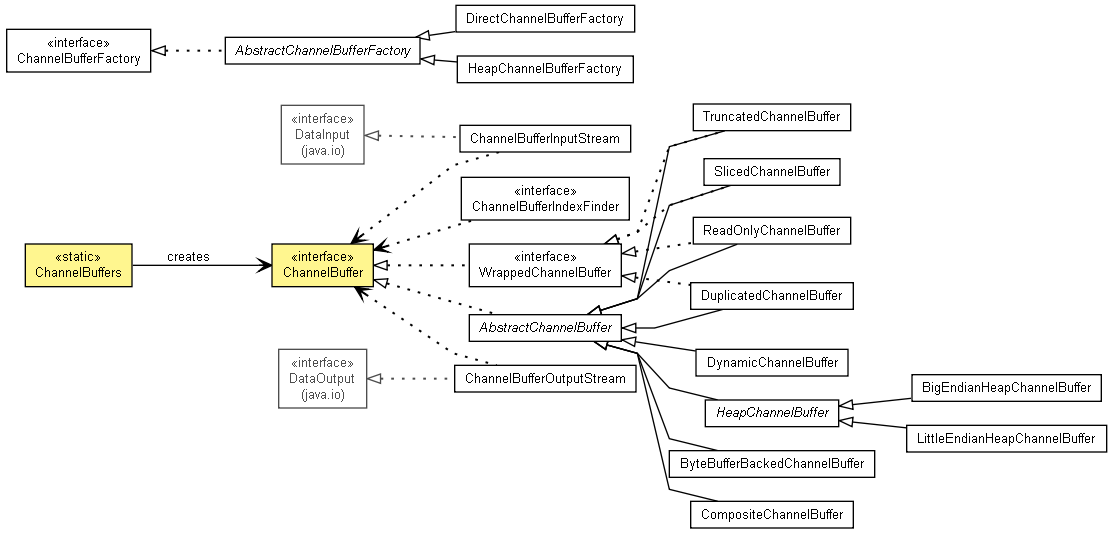 «interface»
ChannelBufferFactory
AbstractChannelBufferFactory
DirectChannelBufferFactory
HeapChannelBufferFactory
«interface»
DataInput
(java.io)
ChannelBufferInputStream
«interface»
ChannelBufferIndexFinder
«static»
ChannelBuffers
creates
«interface»
ChannelBuffer
«interface»
WrappedChannelBuffer
AbstractChannelBuffer
«interface»
DataOutput
(java.io)
ChannelBufferOutputStream
TruncatedChannelBuffer
SlicedChannelBuffer
ReadOnlyChannelBuffer
DuplicatedChannelBuffer
DynamicChannelBuffer
HeapChannelBuffer
BigEndianHeapChannelBuffer
LittleEndianHeapChannelBuffer
ByteBufferBackedChannelBuffer
CompositeChannelBuffer